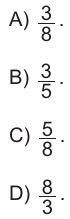 A) 3/8 .
B) 3/5 .
C) 5/8 .
D) 8/3 .